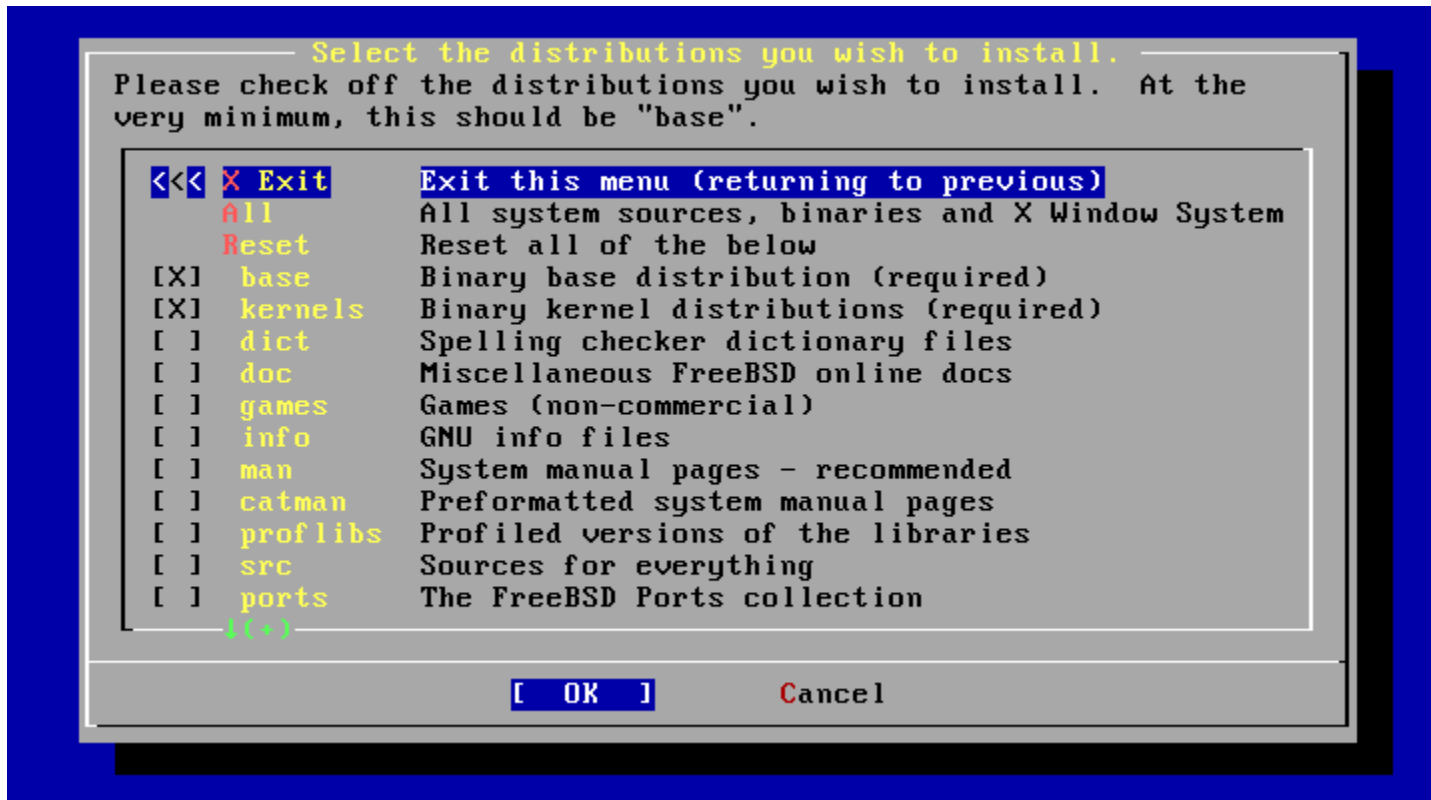 Select the distributions you wish to install.
Please check off the distributions you wish to install.  At the
very minimum, this should be "base".
<<< X Exit     Exit this menu (returning to previous)
All        All system sources, binaries and X Window System
Reset      Reset all of the below
[X]  base      Binary base distribution (required)
[X]  kernels   Binary kernel distributions (required)
[ ]  dict      Spelling checker dictionary files
[ ]  doc       Miscellaneous FreeBSD online docs
[ ]  games     Games (non-commercial)
[ ]  info      GNU info files
[ ]  man       System manual pages - recommended
[ ]  catman    Preformatted system manual pages
[ ]  proflibs  Profiled versions of the libraries
[ ]  src       Sources for everything
[ ]  ports     The FreeBSD Ports collection
↓(+)
[  OK  ]       Cancel